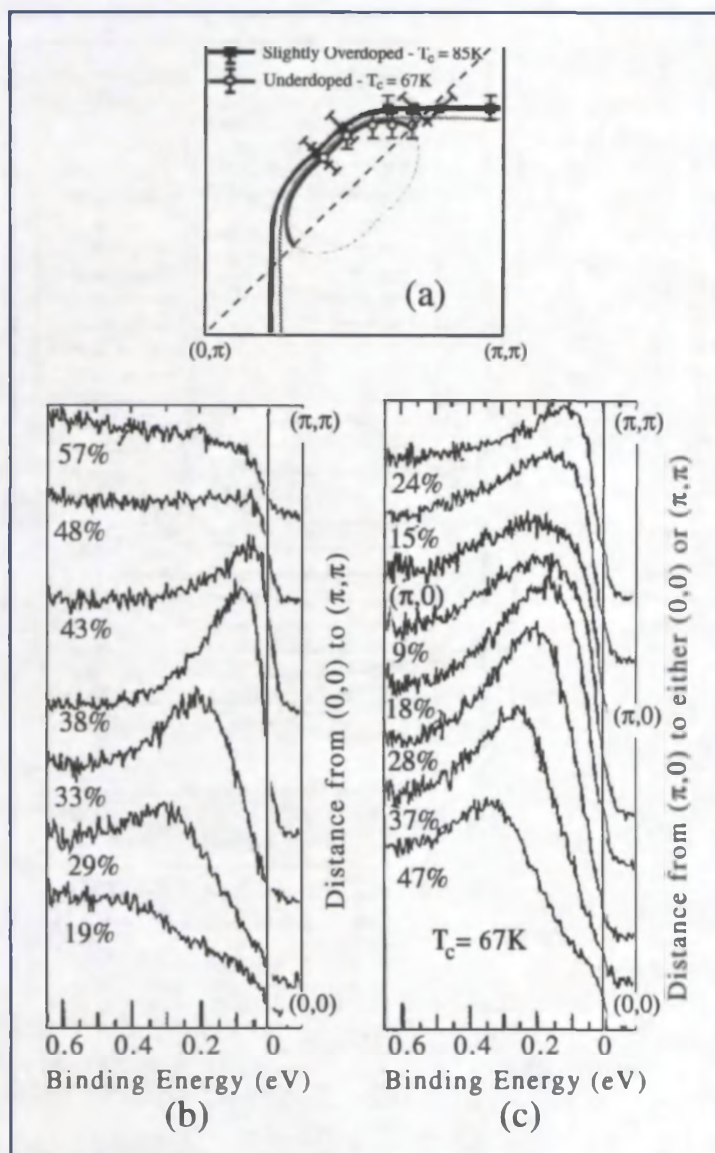 Slightly Overdoped - Tc = 85K
Underdoped - Tc = 67K
(a)
(0,π)
(π,π)
(π,π)
57%
48%
43%
38%
33%
29%
19%
(0,0)
Distance from (0,0) to (π,π)
0.6
0.4
0.2
0
Binding Energy (eV)
(b)
(π,π)
24%
15%
(π,0)
9%
18%
(π,0)
28%
37%
47%
Tc = 67K
(0,0)
Distance from (π,0) to either (0,0) or (π,π)
0.6
0.4
0.2
0
Binding Energy (eV)
(c)